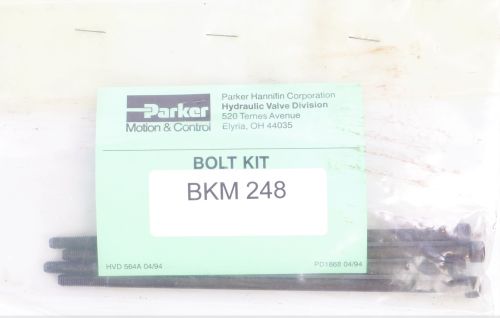 Parker
Motion & Control
Parker Hannifin Corporation
Hydraulic Valve Division
520 Ternes Avenue
Elyria, OH 44035
BOLT KIT
BKM 248
HVD 564A 04/94
PD1868 04/94